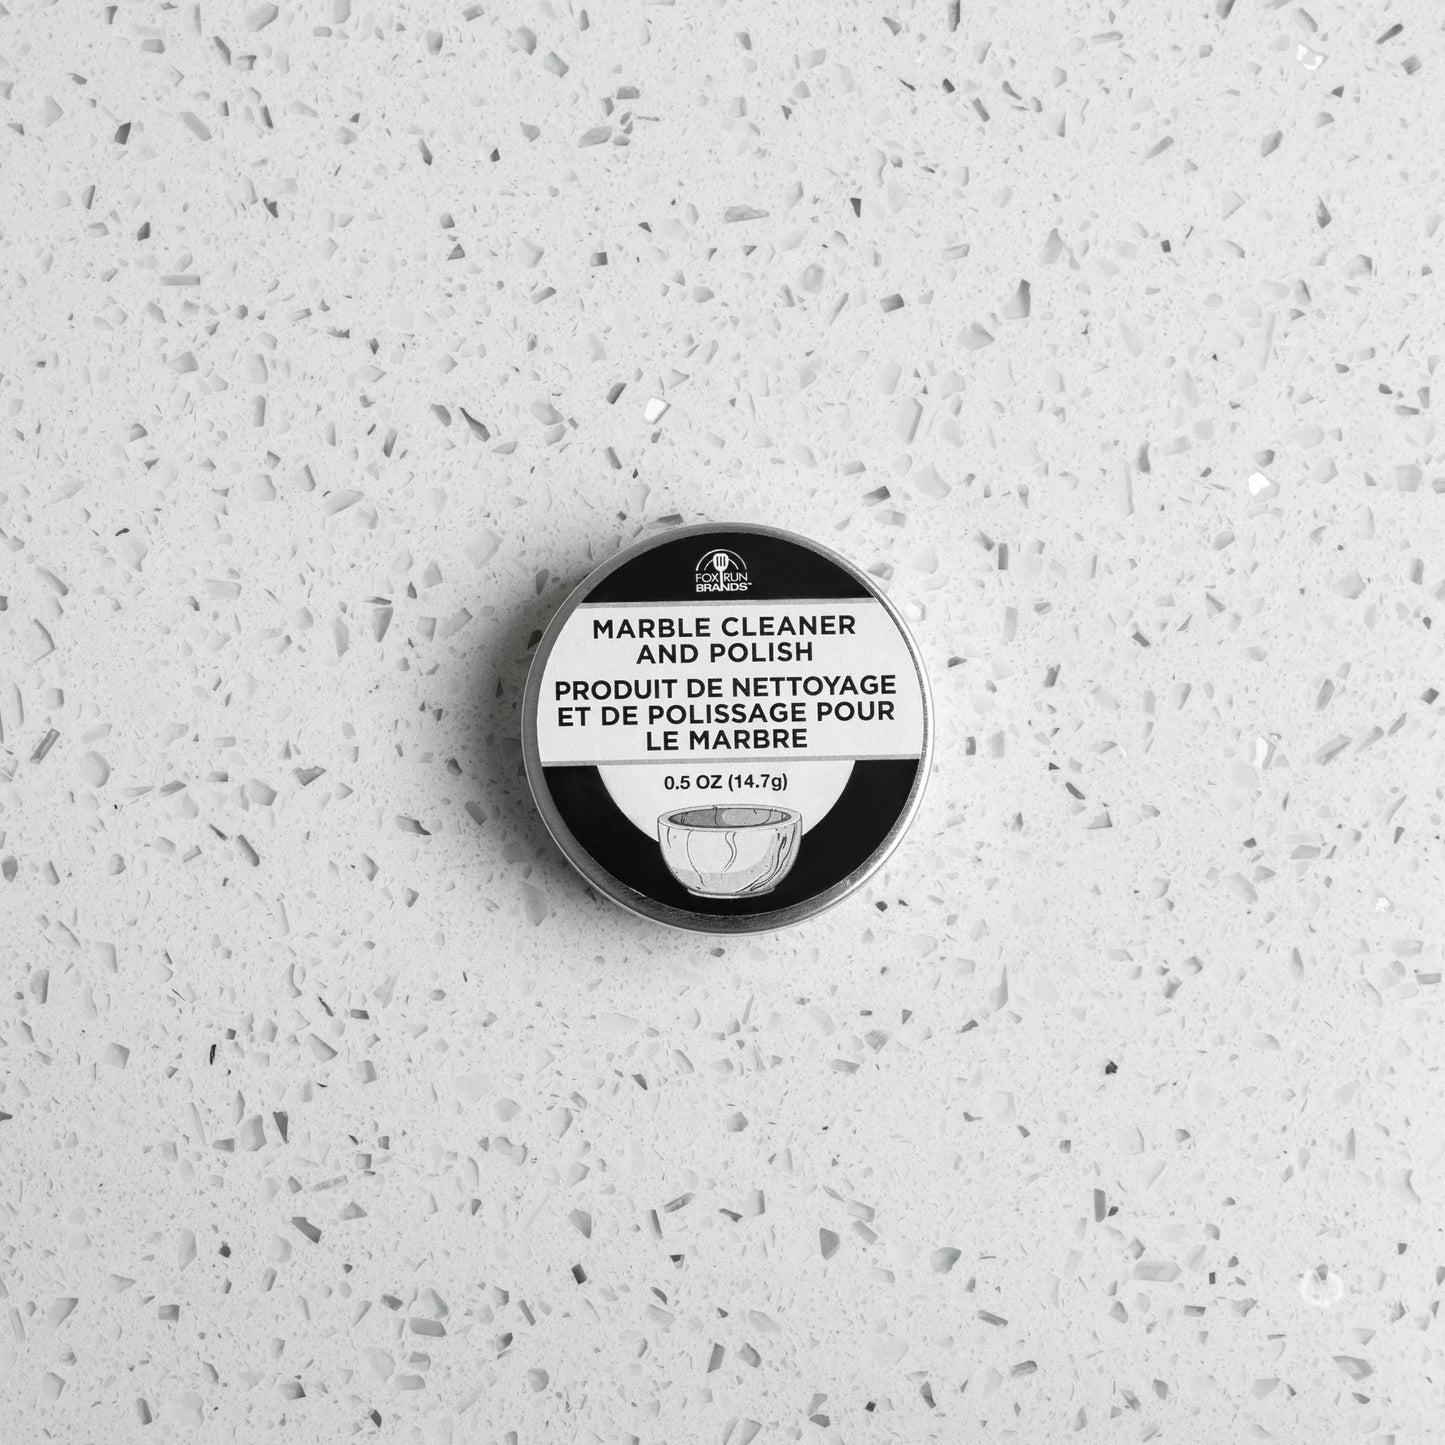 FOX RUN
BRANDS™
MARBLE CLEANER
AND POLISH
PRODUIT DE NETTOYAGE
ET DE POLISSAGE POUR
LE MARBRE
0.5 OZ (14.7g)